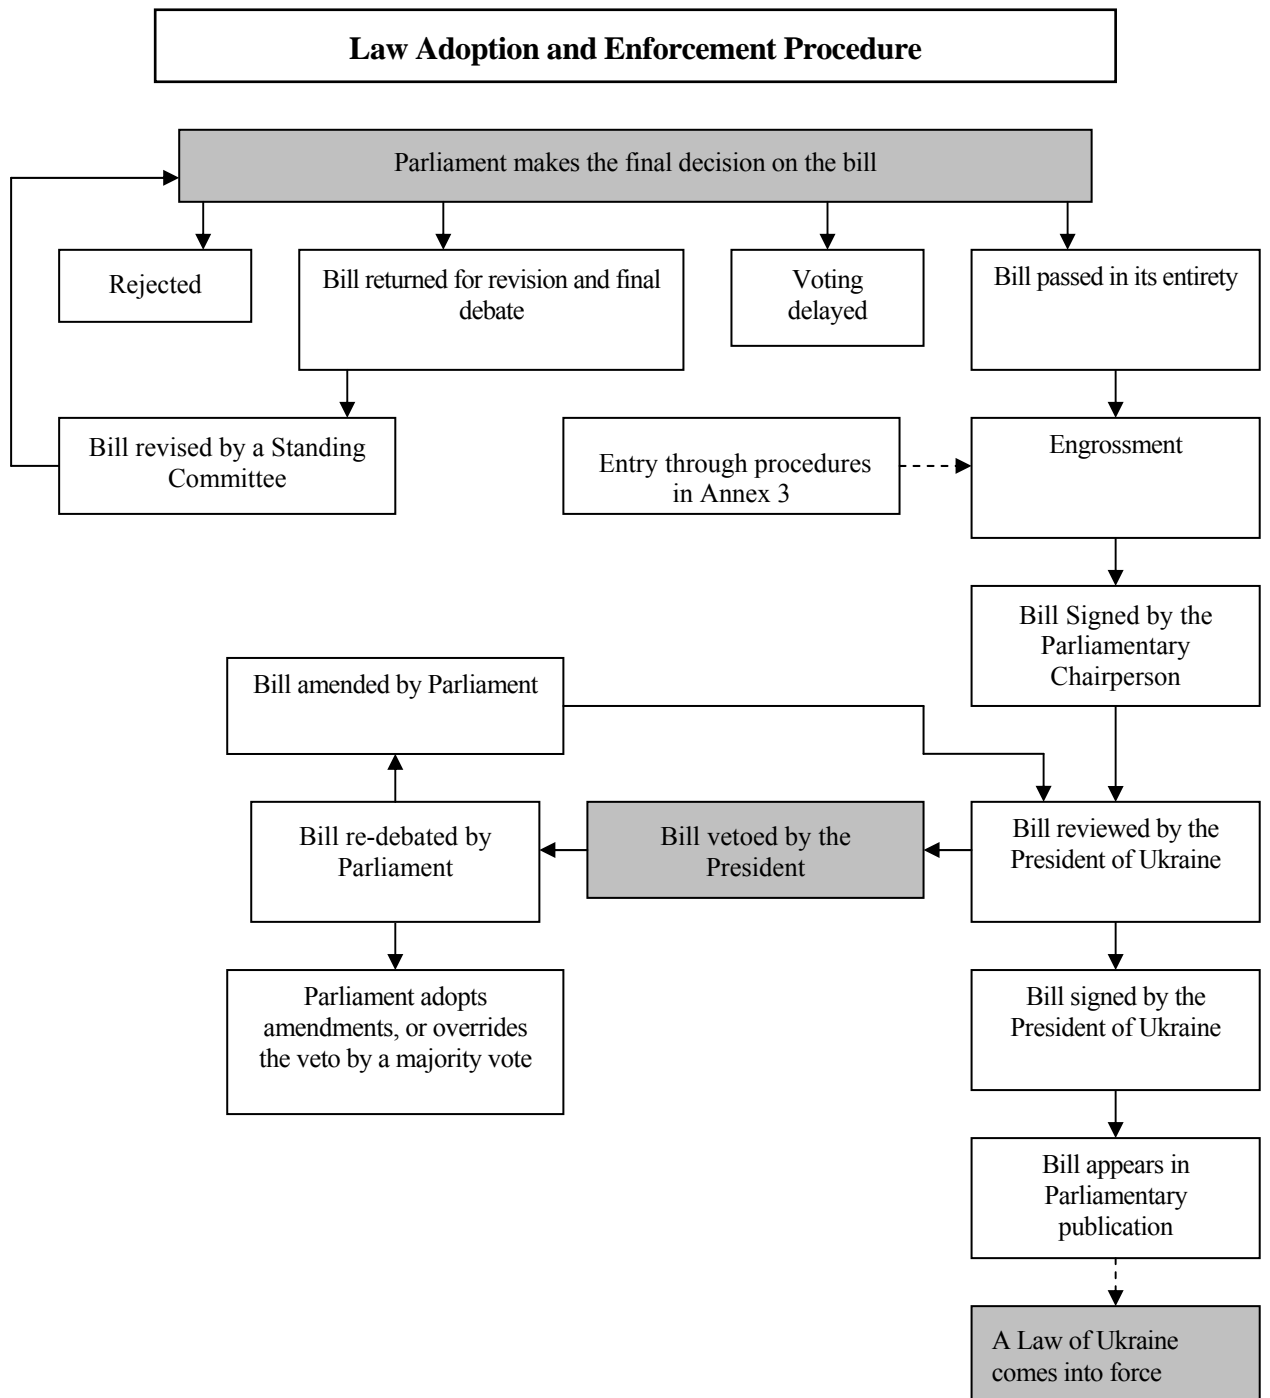 Law Adoption and Enforcement Procedure
Parliament makes the final decision on the bill
Rejected
Bill returned for revision and final
debate
Voting
delayed
Bill passed in its entirety
Bill revised by a Standing
Committee
Entry through procedures
in Annex 3
Engrossment
Bill Signed by the
Parliamentary
Chairperson
Bill amended by Parliament
Bill re-debated by
Parliament
Bill vetoed by the
President
Bill reviewed by the
President of Ukraine
Parliament adopts
amendments, or overrides
the veto by a majority vote
Bill signed by the
President of Ukraine
Bill appears in
Parliamentary
publication
A Law of Ukraine
comes into force